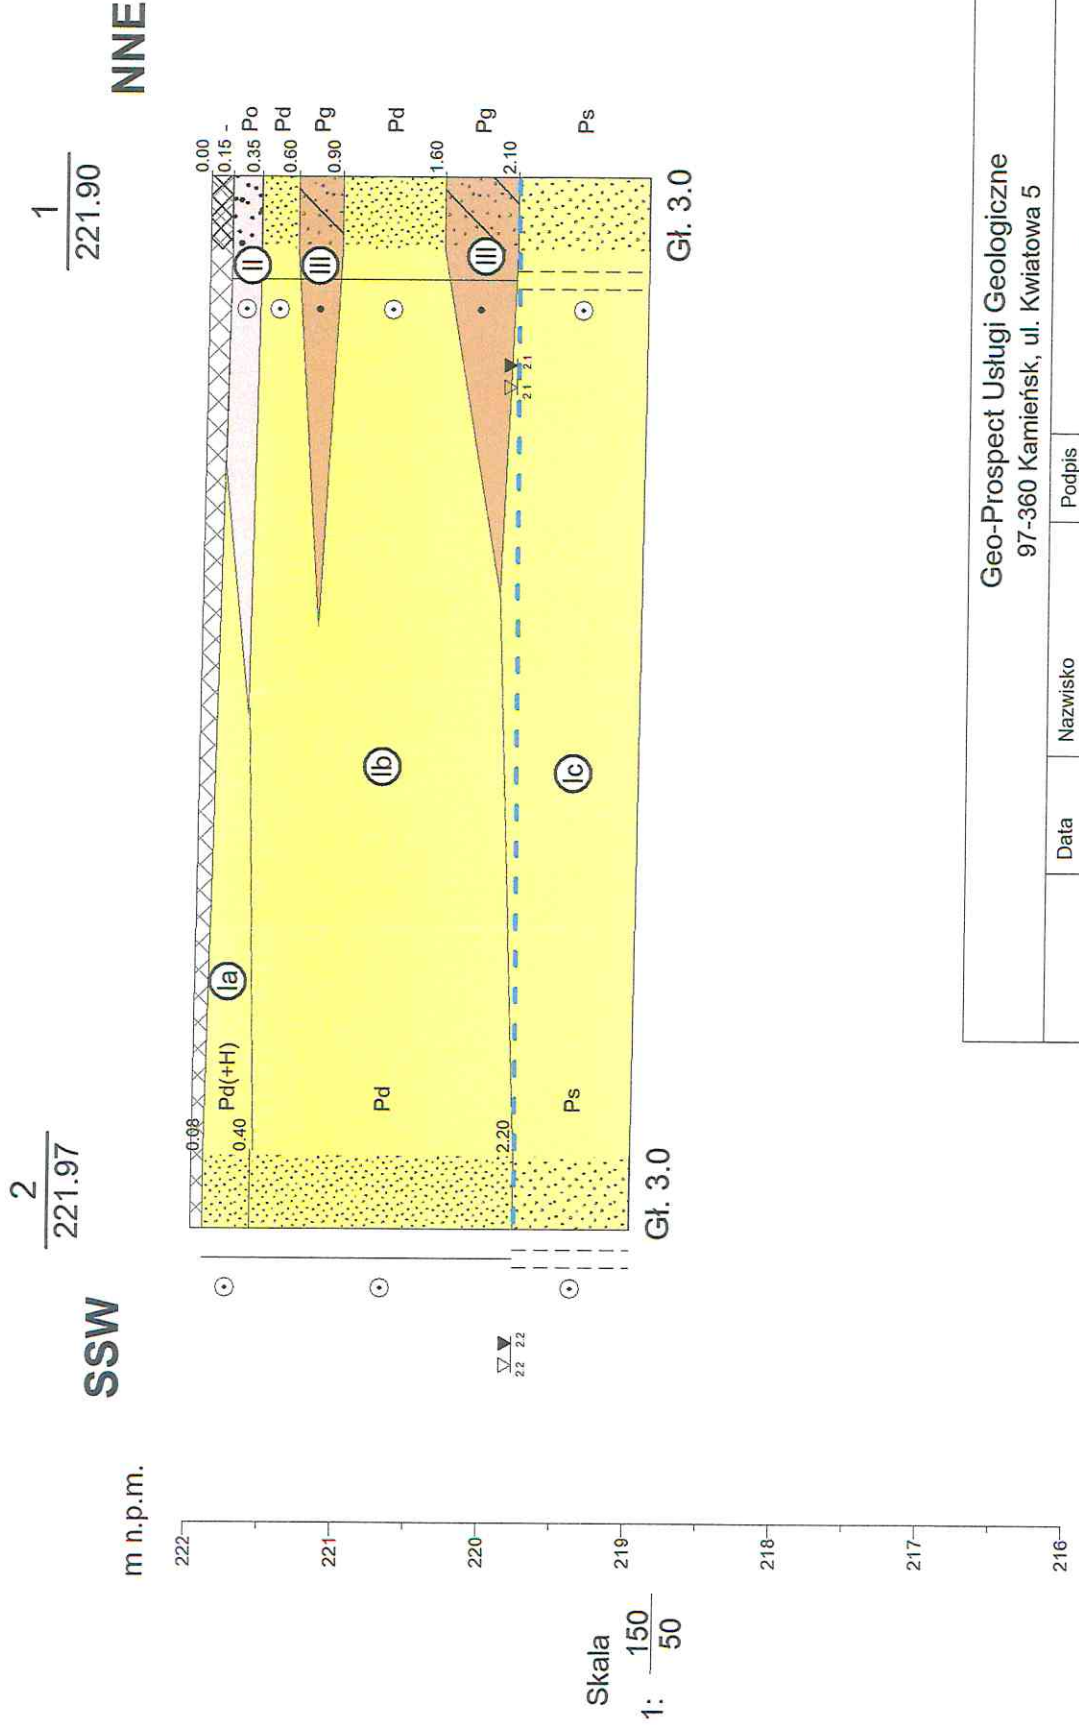 SSW
NNE
2
221.97
1
221.90
m n.p.m.
222
221
220
219
218
217
216
Skala
1: 150
50
0.08
Pd(+H)
0.40
Pd
2.20
Ps
Gł. 3.0
2.2 2.2
Ia
Ib
Ic
II
III
III
2.1 2.1
0.00
0.15 -
Po
0.35
Pd
0.60
Pg
0.90
Pd
1.60
Pg
2.10
Ps
Gł. 3.0
Geo-Prospect Usługi Geologiczne
97-360 Kamieńsk, ul. Kwiatowa 5
Data Nazwisko Podpis